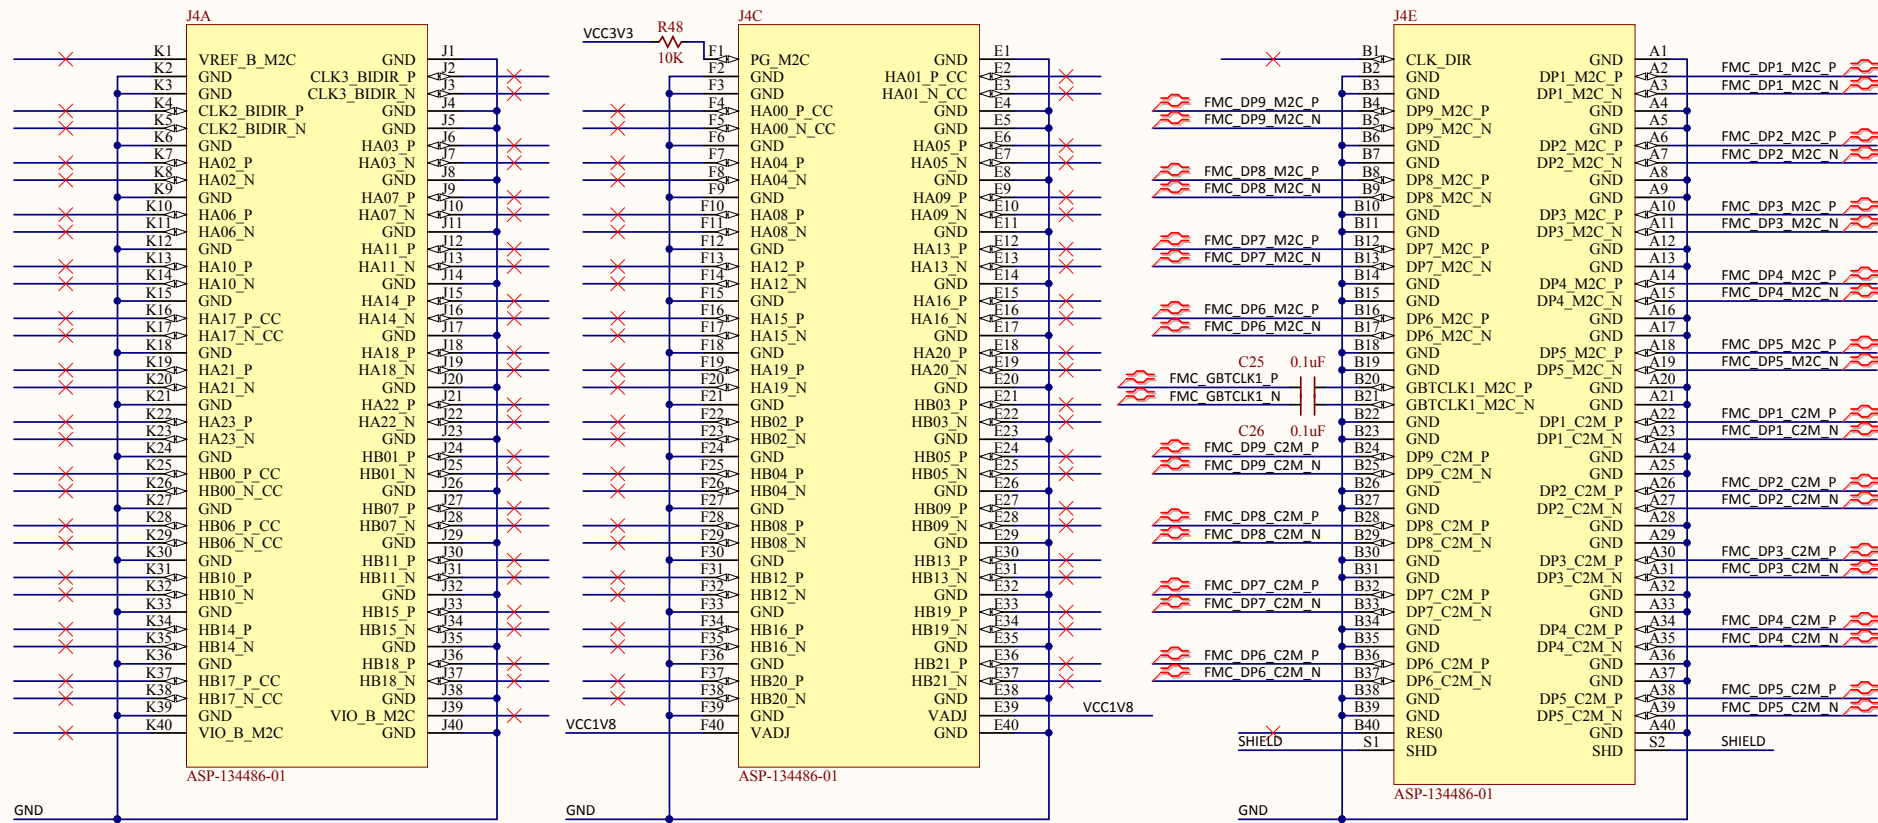 J4A
K1 VREF_B_M2C GND J1
K2 GND CLK3_BIDIR_P J2
K3 GND CLK3_BIDIR_N J3
K4 CLK2_BIDIR_P GND J4
K5 CLK2_BIDIR_N GND J5
K6 GND HA03_P J6
K7 HA02_P HA03_N J7
K8 HA02_N GND J8
K9 GND HA07_P J9
K10 HA06_P HA07_N J10
K11 HA06_N GND J11
K12 GND HA11_P J12
K13 HA10_P HA11_N J13
K14 HA10_N GND J14
K15 GND HA14_P J15
K16 HA17_P_CC HA14_N J16
K17 HA17_N_CC GND J17
K18 GND HA18_P J18
K19 HA21_P HA18_N J19
K20 HA21_N GND J20
K21 GND HA22_P J21
K22 HA23_P HA22_N J22
K23 HA23_N GND J23
K24 GND HB01_P J24
K25 HB00_P_CC HB01_N J25
K26 HB00_N_CC GND J26
K27 GND HB07_P J27
K28 HB06_P_CC HB07_N J28
K29 HB06_N_CC GND J29
K30 GND HB11_P J30
K31 HB10_P HB11_N J31
K32 HB10_N GND J32
K33 GND HB15_P J33
K34 HB14_P HB15_N J34
K35 HB14_N GND J35
K36 GND HB18_P J36
K37 HB17_P_CC HB18_N J37
K38 HB17_N_CC GND J38
K39 GND VIO_B_M2C J39
K40 VIO_B_M2C GND J40
ASP-134486-01
GND
J4C
VCC3V3 R48
10K
F1 PG_M2C GND E1
F2 GND HA01_P_CC E2
F3 GND HA01_N_CC E3
F4 HA00_P_CC GND E4
F5 HA00_N_CC GND E5
F6 GND HA05_P E6
F7 HA04_P HA05_N E7
F8 HA04_N GND E8
F9 GND HA09_P E9
F10 HA08_P HA09_N E10
F11 HA08_N GND E11
F12 GND HA13_P E12
F13 HA12_P HA13_N E13
F14 HA12_N GND E14
F15 GND HA16_P E15
F16 HA15_P HA16_N E16
F17 HA15_N GND E17
F18 GND HA20_P E18
F19 HA19_P HA20_N E19
F20 HA19_N GND E20
F21 GND HB03_P E21
F22 HB02_P HB03_N E22
F23 HB02_N GND E23
F24 GND HB05_P E24
F25 HB04_P HB05_N E25
F26 HB04_N GND E26
F27 GND HB09_P E27
F28 HB08_P HB09_N E28
F29 HB08_N GND E29
F30 GND HB13_P E30
F31 HB12_P HB13_N E31
F32 HB12_N GND E32
F33 GND HB19_P E33
F34 HB16_P HB19_N E34
F35 HB16_N GND E35
F36 GND HB21_P E36
F37 HB20_P HB21_N E37
F38 HB20_N GND E38
F39 GND VADJ E39 VCC1V8
VCC1V8 F40 VADJ GND E40
ASP-134486-01
GND
J4E
B1 CLK_DIR GND A1
B2 GND DP1_M2C_P A2 FMC_DP1_M2C_P
B3 GND DP1_M2C_N A3 FMC_DP1_M2C_N
FMC_DP9_M2C_P B4 DP9_M2C_P GND A4
FMC_DP9_M2C_N B5 DP9_M2C_N GND A5
B6 GND DP2_M2C_P A6 FMC_DP2_M2C_P
B7 GND DP2_M2C_N A7 FMC_DP2_M2C_N
FMC_DP8_M2C_P B8 DP8_M2C_P GND A8
FMC_DP8_M2C_N B9 DP8_M2C_N GND A9
B10 GND DP3_M2C_P A10 FMC_DP3_M2C_P
B11 GND DP3_M2C_N A11 FMC_DP3_M2C_N
FMC_DP7_M2C_P B12 DP7_M2C_P GND A12
FMC_DP7_M2C_N B13 DP7_M2C_N GND A13
B14 GND DP4_M2C_P A14 FMC_DP4_M2C_P
B15 GND DP4_M2C_N A15 FMC_DP4_M2C_N
FMC_DP6_M2C_P B16 DP6_M2C_P GND A16
FMC_DP6_M2C_N B17 DP6_M2C_N GND A17
B18 GND DP5_M2C_P A18 FMC_DP5_M2C_P
C25 0.1uF B19 GND DP5_M2C_N A19 FMC_DP5_M2C_N
FMC_GBTCLK1_P B20 GBTCLK1_M2C_P GND A20
FMC_GBTCLK1_N B21 GBTCLK1_M2C_N GND A21
B22 GND DP1_C2M_P A22 FMC_DP1_C2M_P
C26 0.1uF B23 GND DP1_C2M_N A23 FMC_DP1_C2M_N
FMC_DP9_C2M_P B24 DP9_C2M_P GND A24
FMC_DP9_C2M_N B25 DP9_C2M_N GND A25
B26 GND DP2_C2M_P A26 FMC_DP2_C2M_P
B27 GND DP2_C2M_N A27 FMC_DP2_C2M_N
FMC_DP8_C2M_P B28 DP8_C2M_P GND A28
FMC_DP8_C2M_N B29 DP8_C2M_N GND A29
B30 GND DP3_C2M_P A30 FMC_DP3_C2M_P
B31 GND DP3_C2M_N A31 FMC_DP3_C2M_N
FMC_DP7_C2M_P B32 DP7_C2M_P GND A32
FMC_DP7_C2M_N B33 DP7_C2M_N GND A33
B34 GND DP4_C2M_P A34 FMC_DP4_C2M_P
B35 GND DP4_C2M_N A35 FMC_DP4_C2M_N
FMC_DP6_C2M_P B36 DP6_C2M_P GND A36
FMC_DP6_C2M_N B37 DP6_C2M_N GND A37
B38 GND DP5_C2M_P A38 FMC_DP5_C2M_P
B39 GND DP5_C2M_N A39 FMC_DP5_C2M_N
B40 RES0 GND A40
SHIELD S1 SHD SHD S2 SHIELD
ASP-134486-01
GND